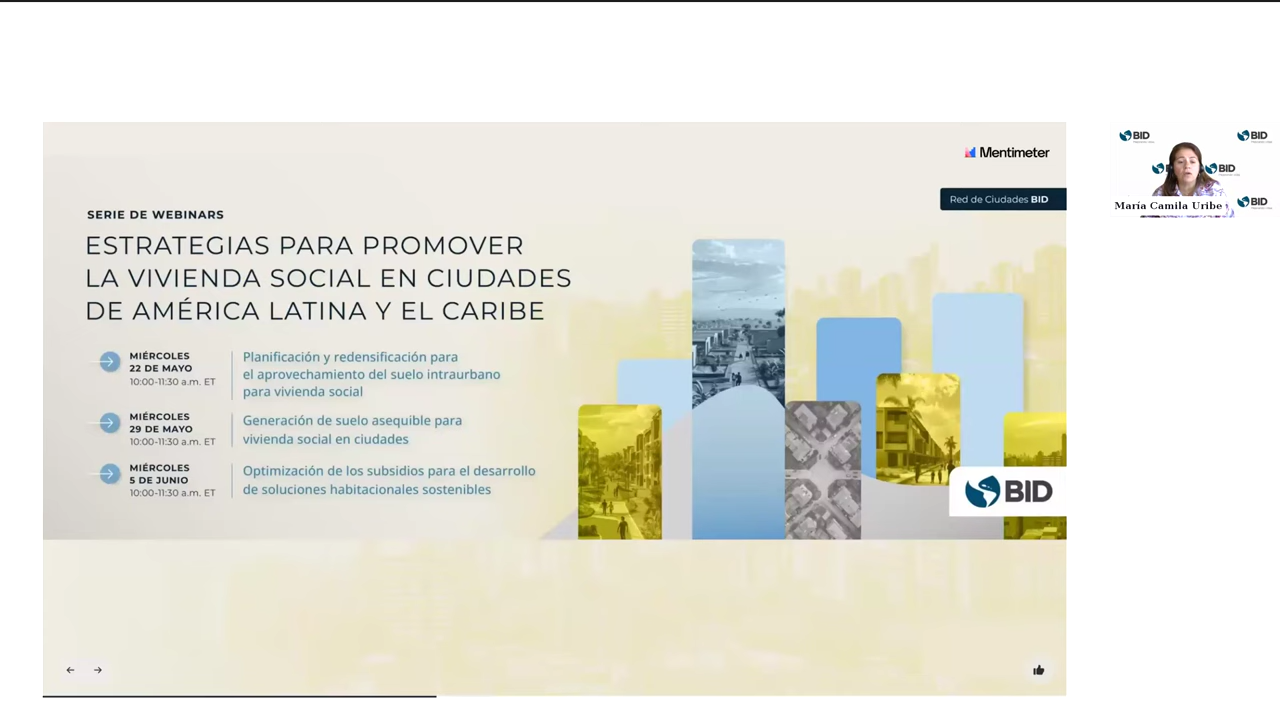 Mentimeter
Red de Ciudades BID
SERIE DE WEBINARS
ESTRATEGIAS PARA PROMOVER
LA VIVIENDA SOCIAL EN CIUDADES
DE AMÉRICA LATINA Y EL CARIBE
MIÉRCOLES
22 DE MAYO
10:00-11:30 a.m. ET
Planificación y redensificación para
el aprovechamiento del suelo intraurbano
para vivienda social
MIÉRCOLES
29 DE MAYO
10:00-11:30 a.m. ET
Generación de suelo asequible para
vivienda social en ciudades
MIÉRCOLES
5 DE JUNIO
10:00-11:30 a.m. ET
Optimización de los subsidios para el desarrollo
de soluciones habitacionales sostenibles
BID
BID
BID
BID
BID
María Camila Uribe
BID